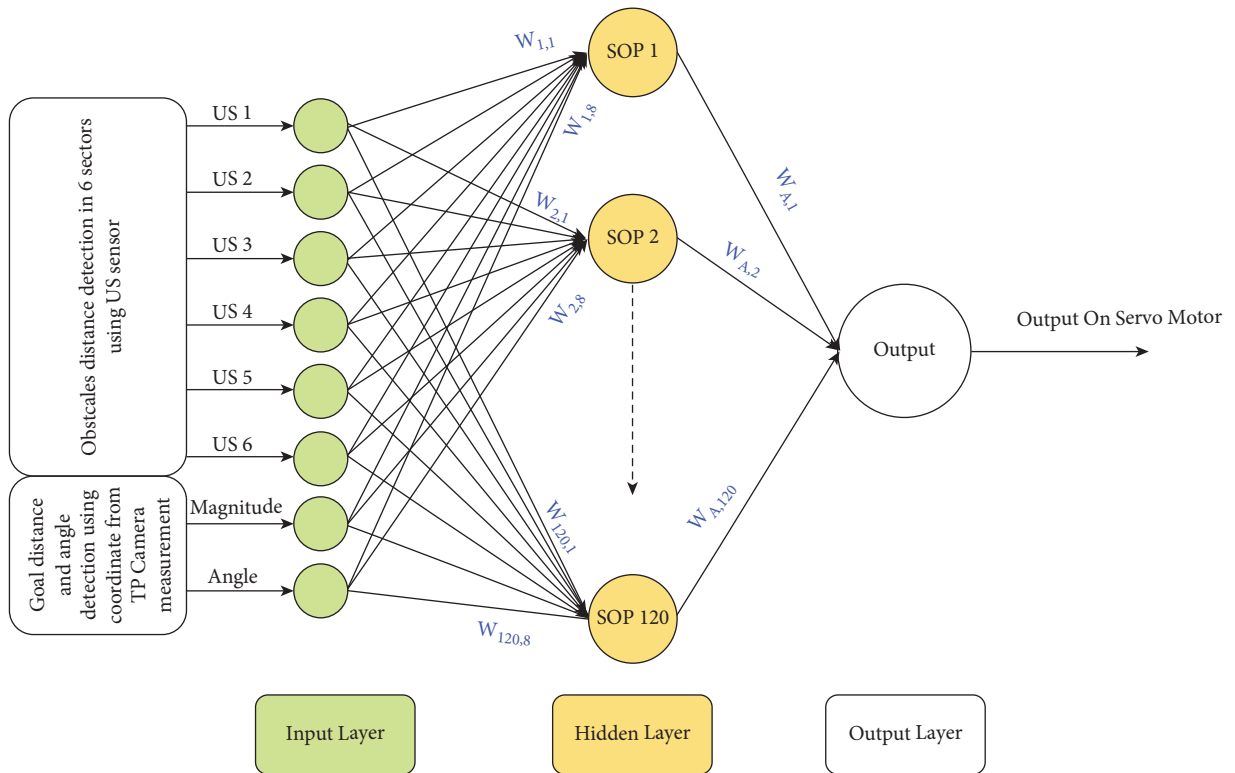 Obstcales distance detection in 6 sectors
using US sensor
Goal distance
and angle
detection using
coordinate from
TP Camera
measurement
US 1
US 2
US 3
US 4
US 5
US 6
Magnitude
Angle
W1,1
W1,8
W2,1
W2,8
W120,1
W120,8
SOP 1
SOP 2
SOP 120
WA,1
WA,2
WA,120
Output
Output On Servo Motor
Input Layer
Hidden Layer
Output Layer